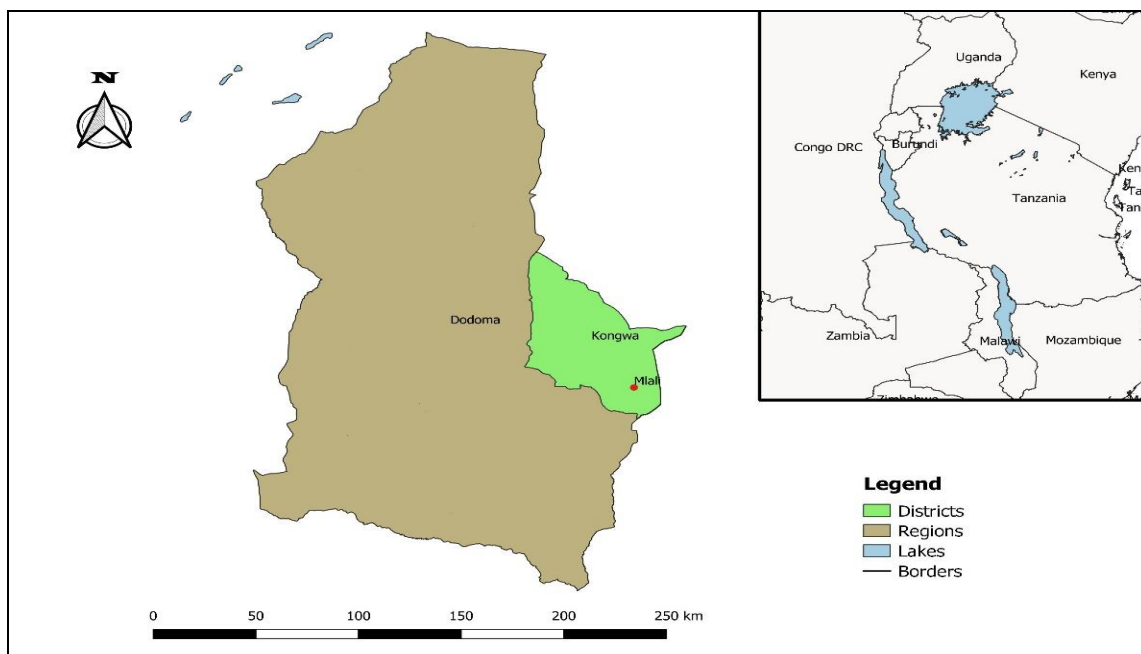 N
Dodoma
Kongwa
Mlali
0 50 100 150 200 250 km
Uganda
Kenya
Congo DRC
Burundi
Tanzania
Zambia
Malawi
Mozambique
Legend
Districts
Regions
Lakes
Borders